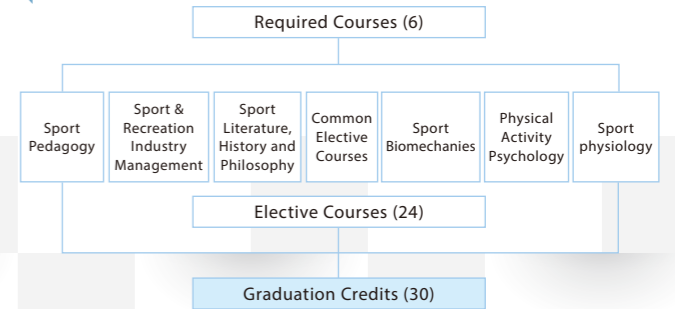 Required Courses (6)
Sport
Pedagogy
Sport &
Recreation
Industry
Management
Sport
Literature,
History and
Philosophy
Common
Elective
Courses
Sport
Biomechanies
Physical
Activity
Psychology
Sport
physiology
Elective Courses (24)
Graduation Credits (30)